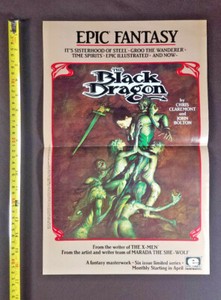 EPIC FANTASY
IT'S SISTERHOOD OF STEEL · GROO THE WANDERER ·
TIME SPIRITS · EPIC ILLUSTRATED · AND NOW ·
THE
Black
Dragon
by
CHRIS
CLAREMONT
and
JOHN
BOLTON
From the writer of THE X-MEN
From the artist and writer team of MARADA THE SHE-WOLF
A fantasy masterwork · Six issue limited series ·
Monthly Starting in April